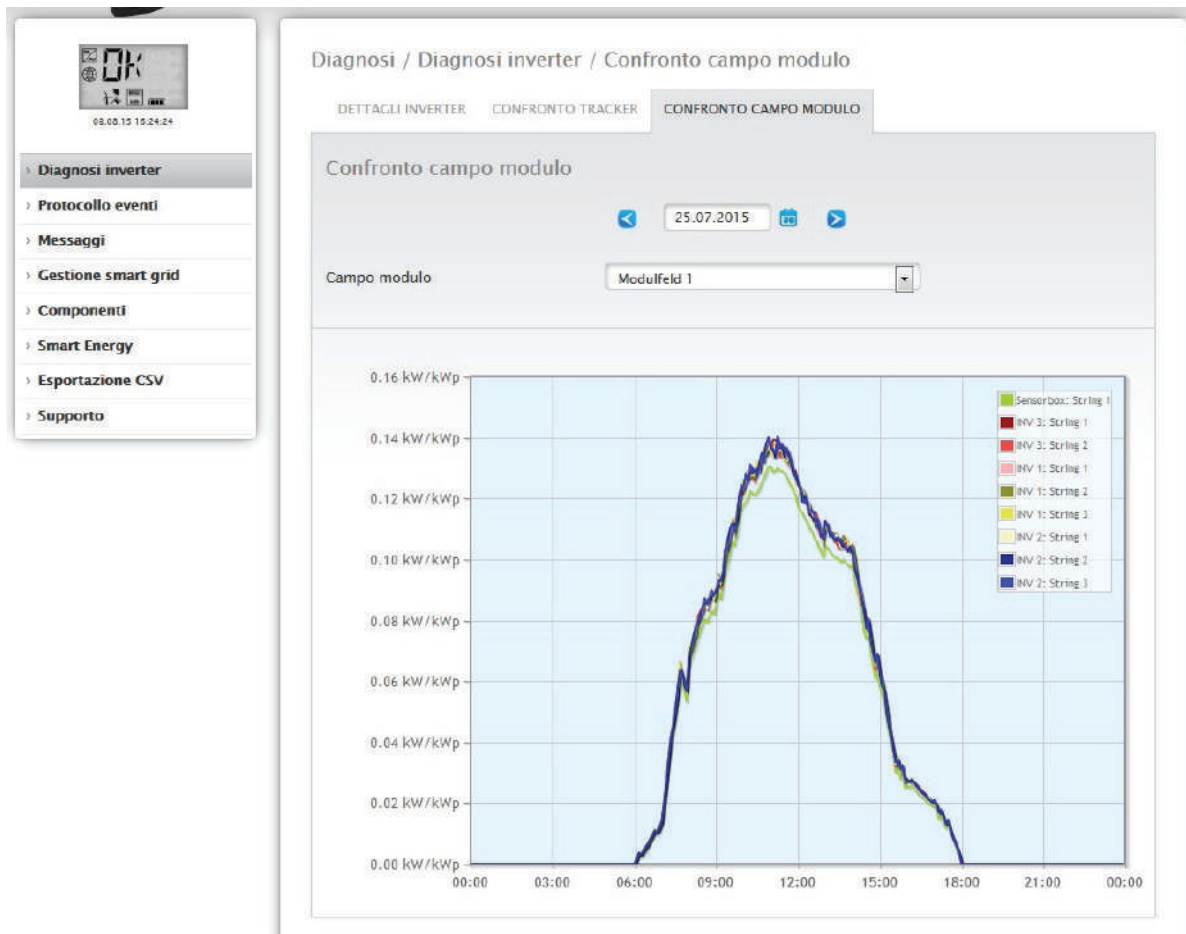 OK
08.08.15 15:24:24
Diagnosi inverter
Protocollo eventi
Messaggi
Gestione smart grid
Componenti
Smart Energy
Esportazione CSV
Supporto
Diagnosi / Diagnosi inverter / Confronto campo modulo
DETTAGLI INVERTER CONFRONTO TRACKER CONFRONTO CAMPO MODULO
Confronto campo modulo
25.07.2015
Campo modulo Modulfeld 1
0.16 kW/kWp
0.14 kW/kWp
0.12 kW/kWp
0.10 kW/kWp
0.08 kW/kWp
0.06 kW/kWp
0.04 kW/kWp
0.02 kW/kWp
0.00 kW/kWp
00:00 03:00 06:00 09:00 12:00 15:00 18:00 21:00 00:00
Sensorbox: String 1
INV 3: String 1
INV 3: String 2
INV 1: String 1
INV 1: String 2
INV 1: String 3
INV 2: String 1
INV 2: String 2
INV 2: String 3